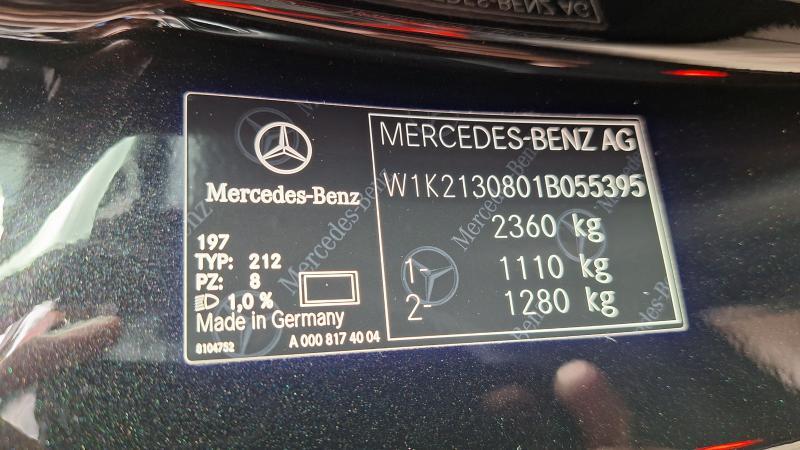 Mercedes-Benz
197
TYP: 212
PZ: 8
1,0 %
Made in Germany
8104752 A 000 817 40 04
MERCEDES-BENZ AG
W1K2130801B055395
2360 kg
1- 1110 kg
2- 1280 kg